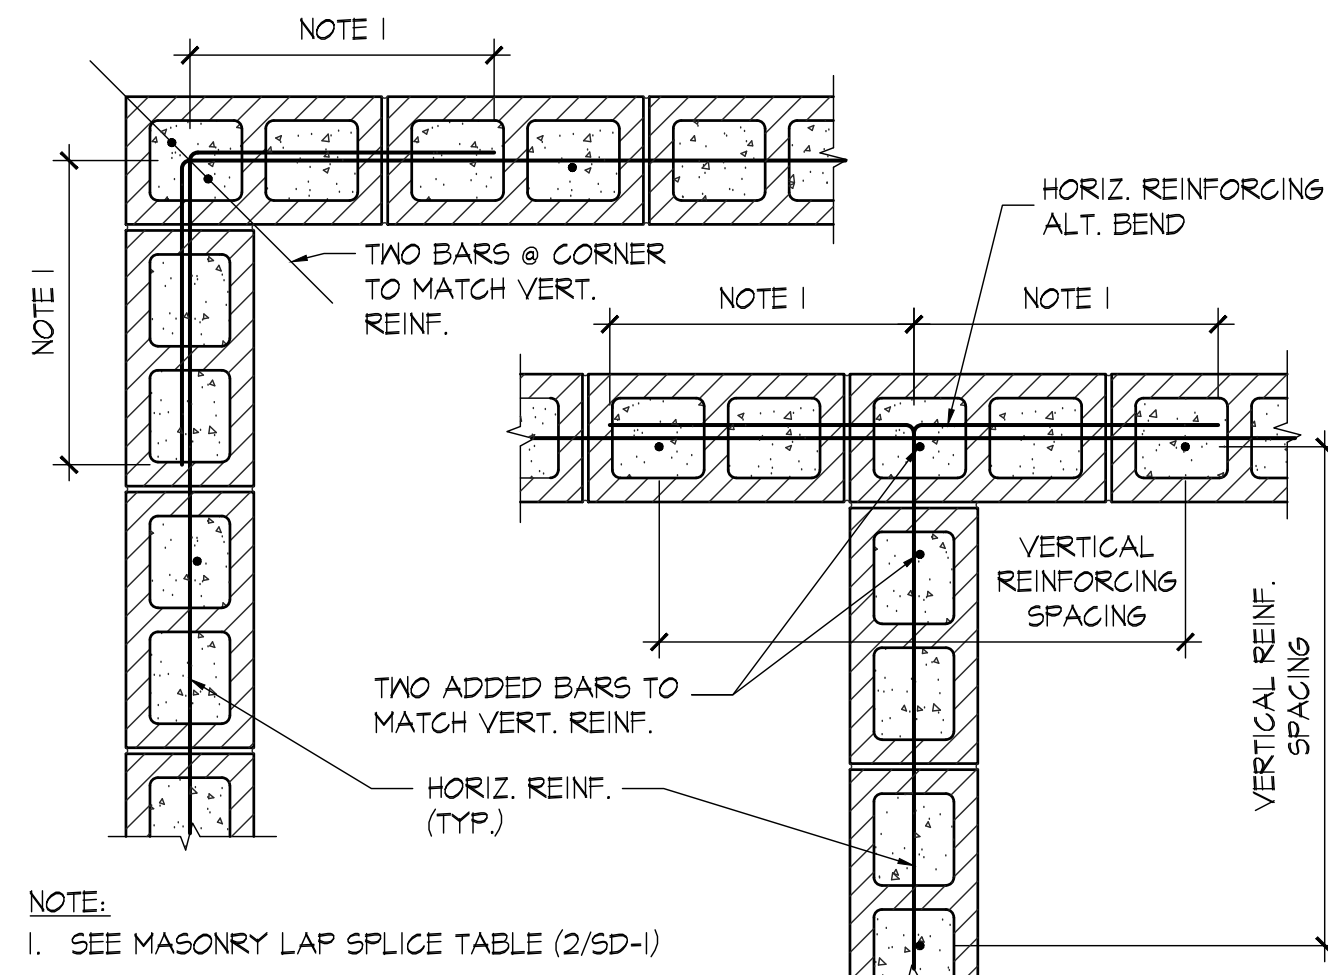 NOTE 1
HORIZ. REINFORCING
ALT. BEND
TWO BARS @ CORNER
TO MATCH VERT.
REINF.
NOTE 1
NOTE 1
NOTE 1
VERTICAL
REINFORCING
SPACING
VERTICAL REINF.
SPACING
TWO ADDED BARS TO
MATCH VERT. REINF.
HORIZ. REINF.
(TYP.)
NOTE:
1. SEE MASONRY LAP SPLICE TABLE (2/SD-1)